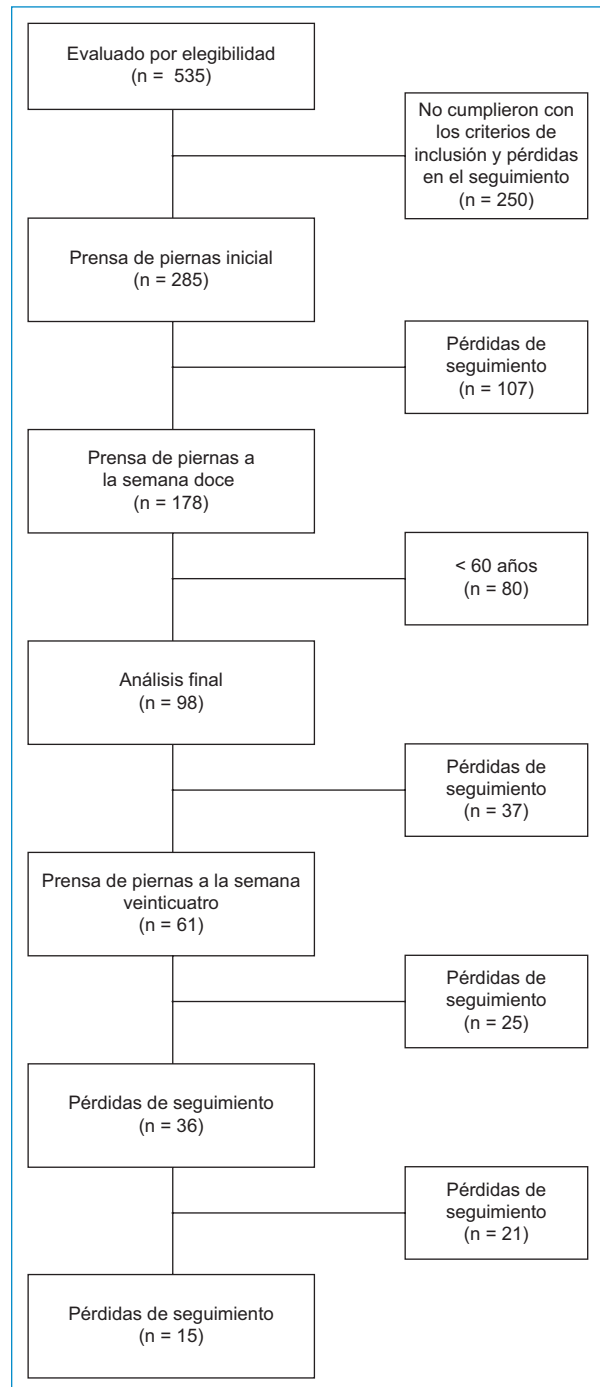 Evaluado por elegibilidad
(n = 535)
No cumplieron con
los criterios de
inclusión y pérdidas
en el seguimiento
(n = 250)
Prensa de piernas inicial
(n = 285)
Pérdidas de
seguimiento
(n = 107)
Prensa de piernas a
la semana doce
(n = 178)
< 60 años
(n = 80)
Análisis final
(n = 98)
Pérdidas de
seguimiento
(n = 37)
Prensa de piernas a la semana
veinticuatro
(n = 61)
Pérdidas de
seguimiento
(n = 25)
Pérdidas de seguimiento
(n = 36)
Pérdidas de
seguimiento
(n = 21)
Pérdidas de seguimiento
(n = 15)